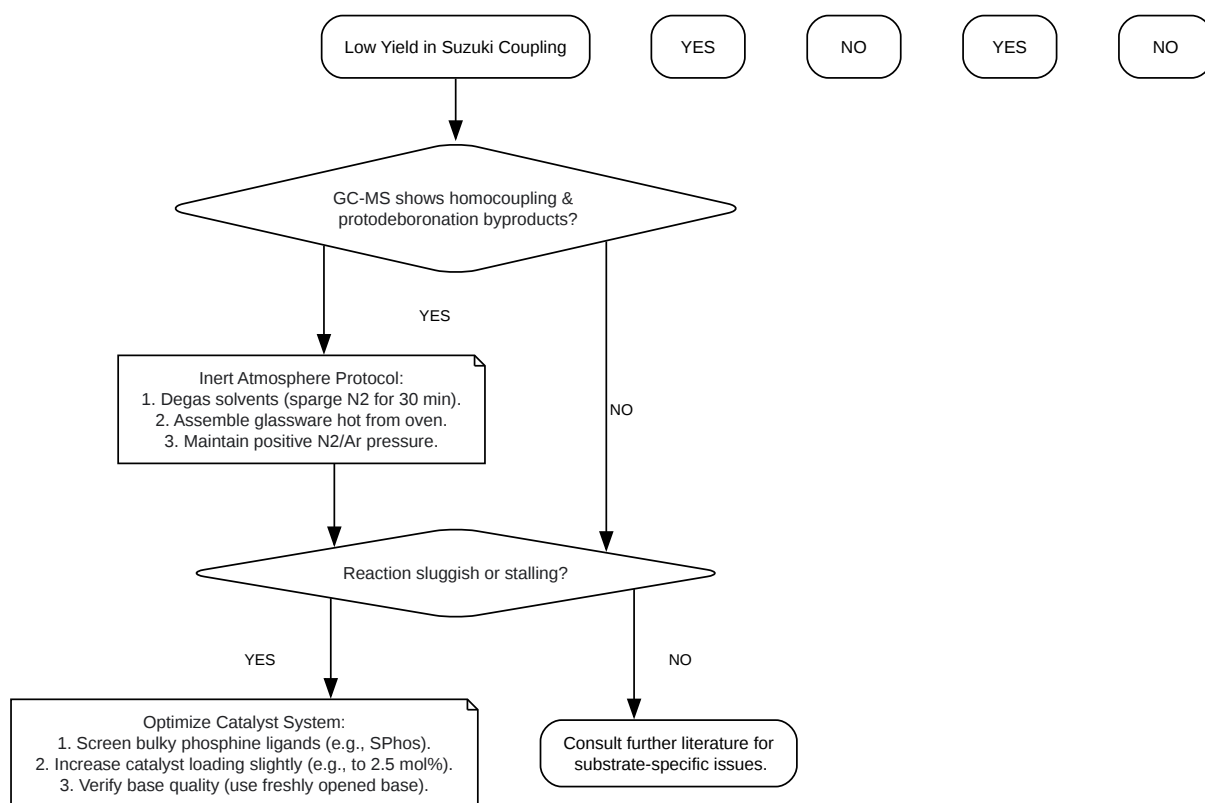 Low Yield in Suzuki Coupling
YES
NO
YES
NO
GC-MS shows homocoupling &
protodeboronation byproducts?
YES
Inert Atmosphere Protocol:
1. Degas solvents (sparge N2 for 30 min).
2. Assemble glassware hot from oven.
3. Maintain positive N2/Ar pressure.
NO
Reaction sluggish or stalling?
YES
NO
Optimize Catalyst System:
1. Screen bulky phosphine ligands (e.g., SPhos).
2. Increase catalyst loading slightly (e.g., to 2.5 mol%).
3. Verify base quality (use freshly opened base).
Consult further literature for
substrate-specific issues.